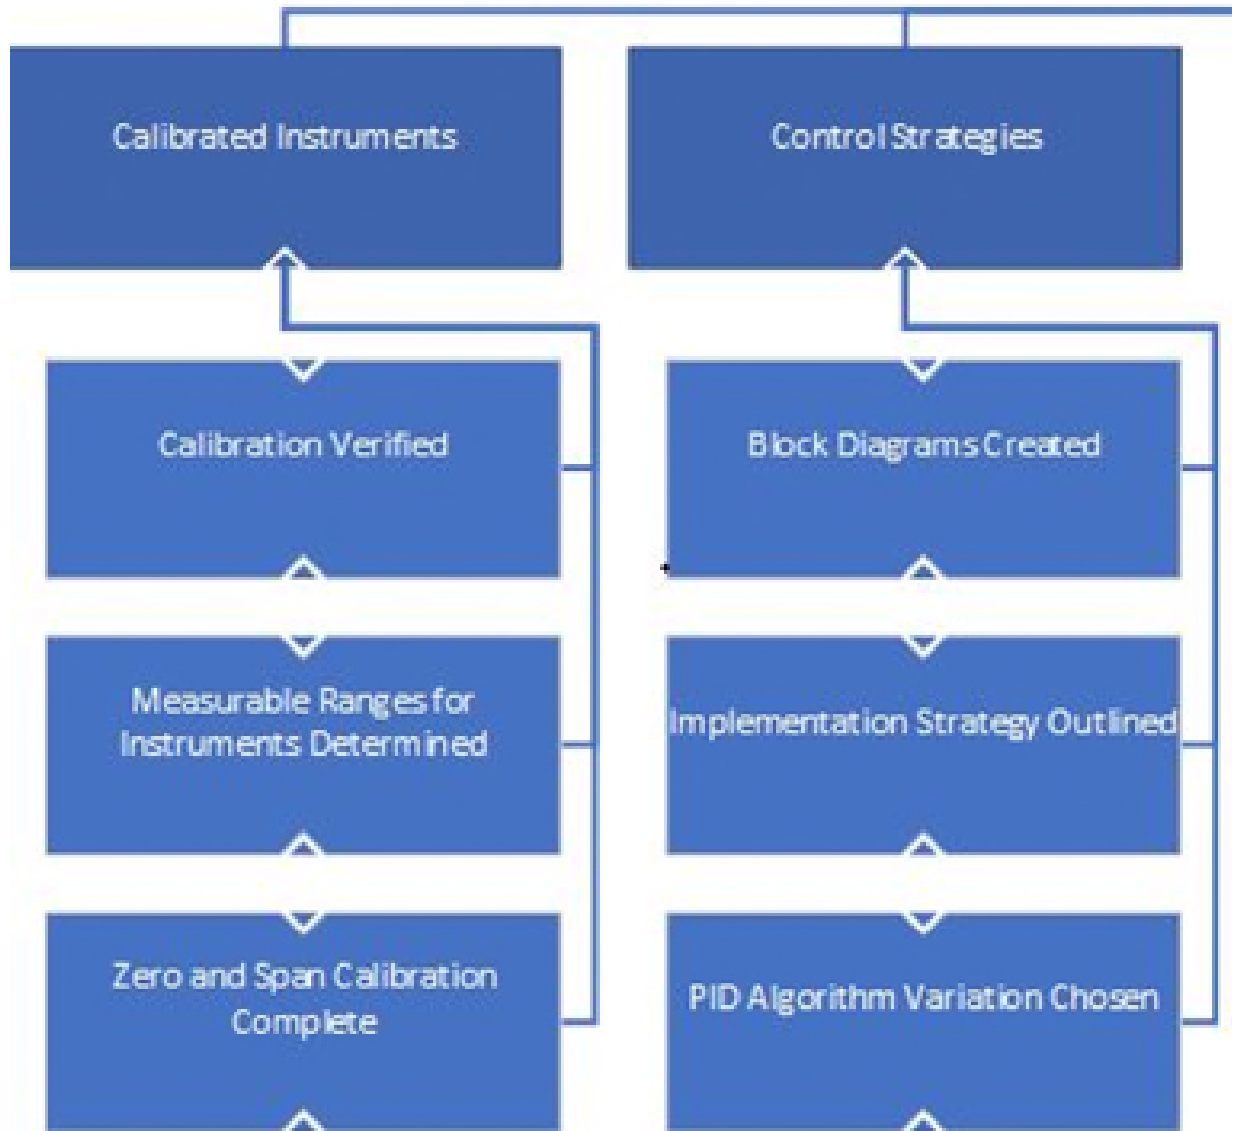 Calibrated Instruments
Control Strategies
Calibration Verified
Block Diagrams Created
Measurable Ranges for
Instruments Determined
Implementation Strategy Outlined
Zero and Span Calibration
Complete
PID Algorithm Variation Chosen